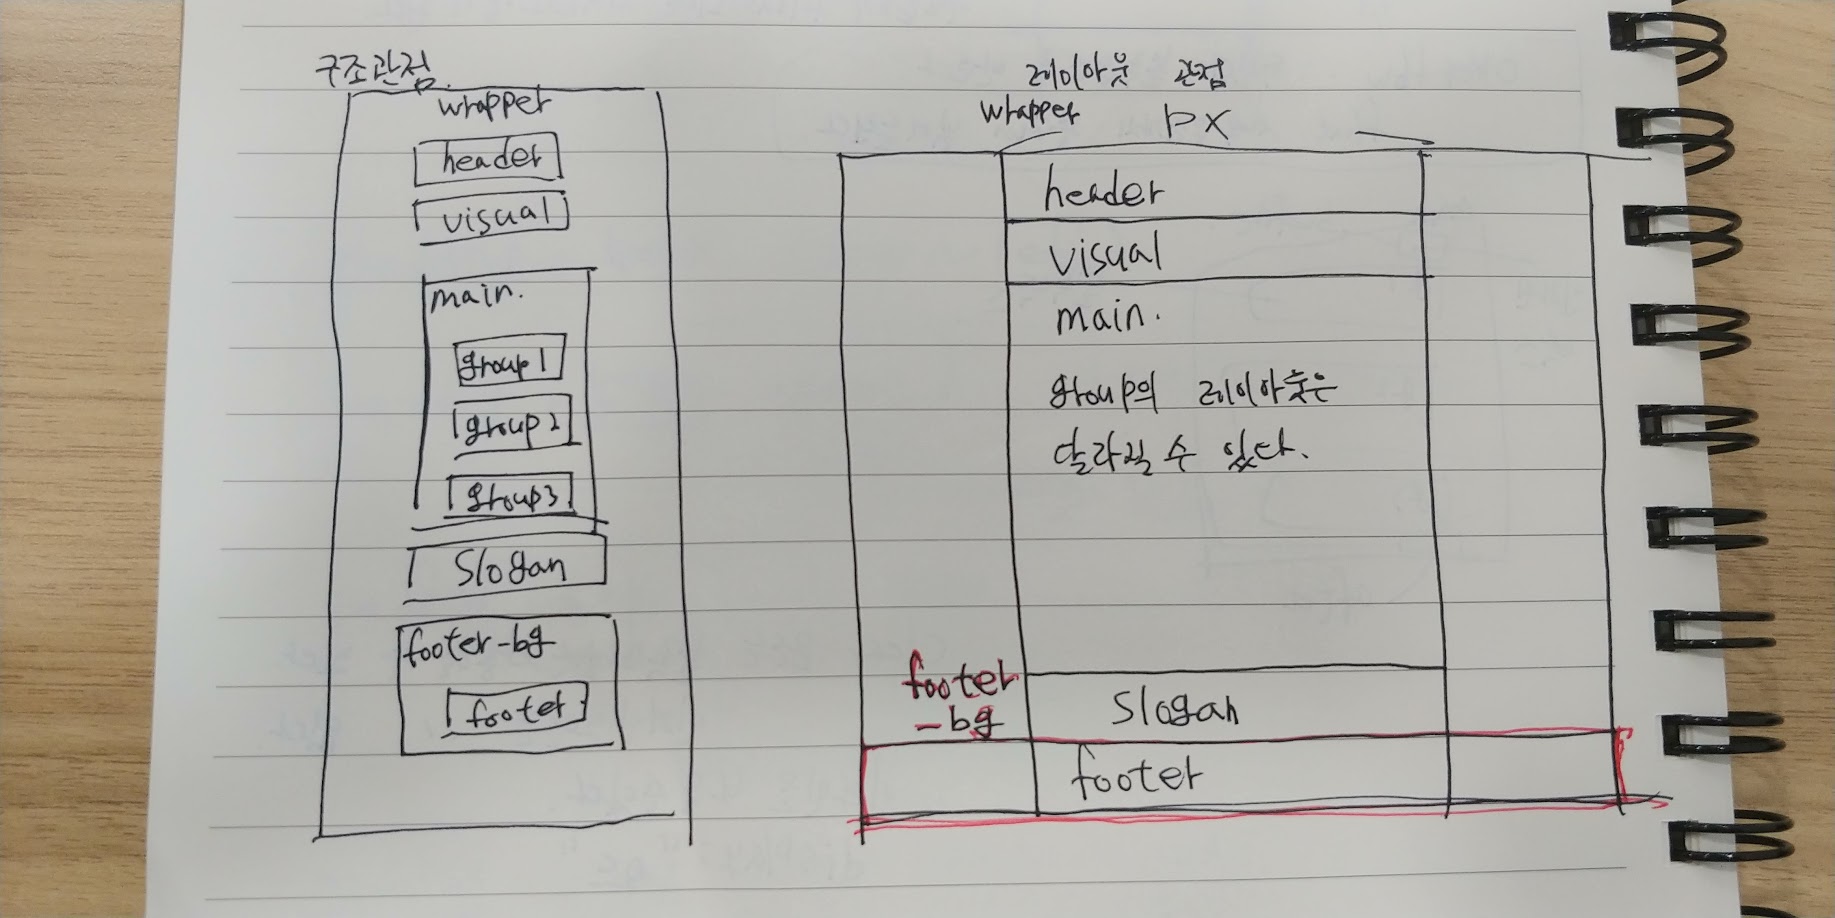 구조관점
wrapper
header
visual
main.
group1
group2
group3
slogan
footer-bg
footer
레이아웃 관점
wrapper px
header
visual
main.
group의 레이아웃은
달라질 수 있다.
footer
-bg
slogan
footer